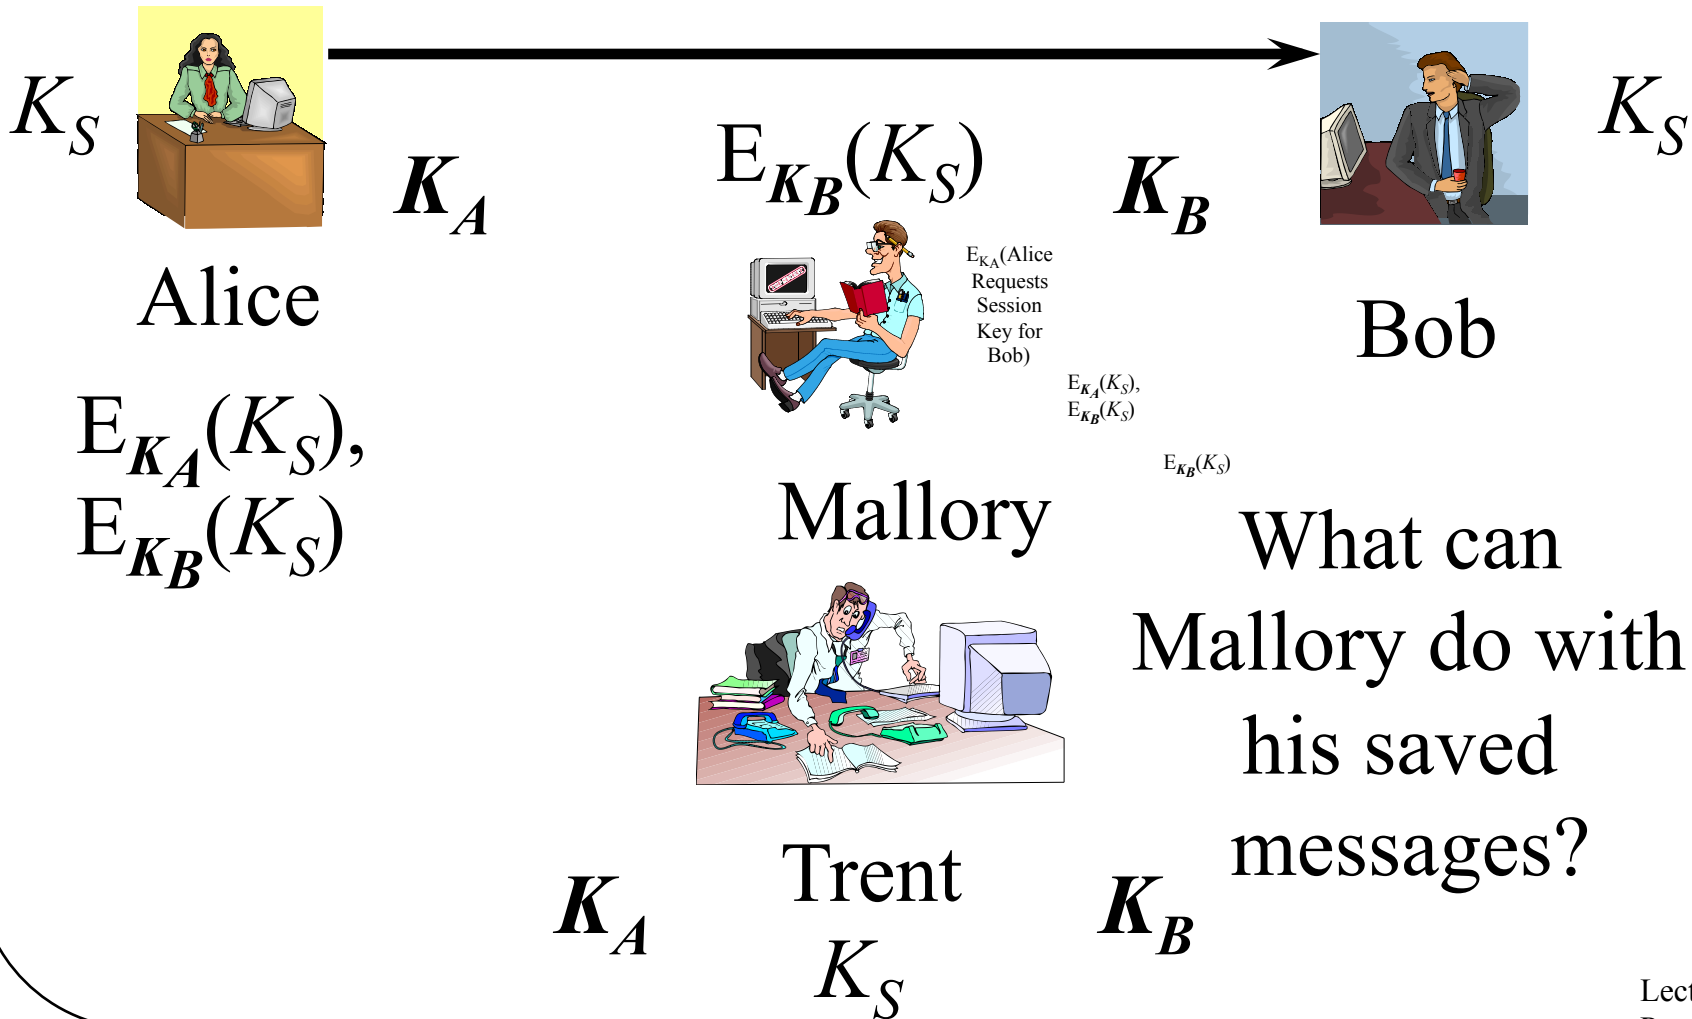 K_S
K_A
E_{K_B}(K_S)
K_B
K_S
Alice
E_{K_A}(Alice
Requests
Session
Key for
Bob)
Bob
E_{K_A}(K_S),
E_{K_B}(K_S)
E_{K_B}(K_S)
E_{K_A}(K_S),
E_{K_B}(K_S)
Mallory
What can
Mallory do with
his saved
messages?
Trent
K_A
K_B
K_S
Lect